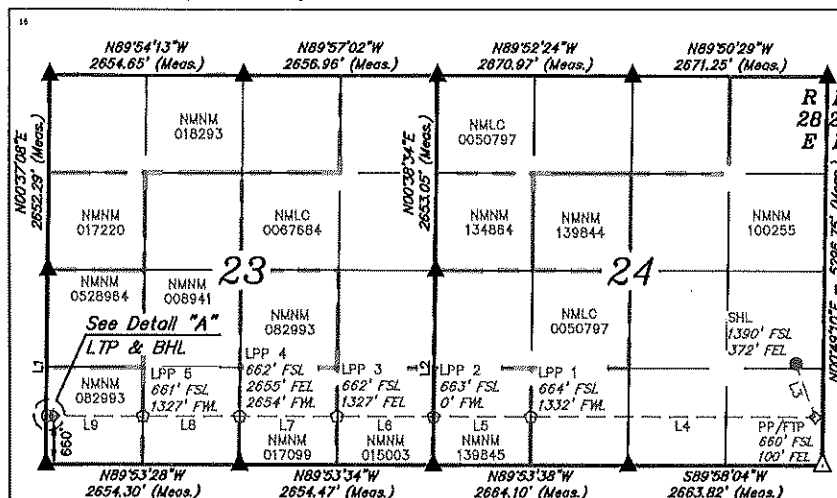 16
N89°54'13"W
2654.65' (Meas.)
N89°57'02"W
2656.96' (Meas.)
N89°52'24"W
2670.97' (Meas.)
N89°50'29"W
2671.25' (Meas.)
R
28
E
N00°37'08"E
2652.29' (Meas.)
N00°38'34"E
2653.05' (Meas.)
NMNM
018293
NMLC
0050797
NMNM
017220
NMLC
0067684
NMNM
134864
NMNM
139844
NMNM
100255
23
24
NMNM
0528984
NMNM
008941
NMNM
082993
NMLC
0050797
See Detail "A"
LTP & BHL
SHL
1390' FSL
372' FEL
L1
NMNM
082993
LPP 5
661' FSL
1327' FWL
LPP 4
662' FSL
2655' FEL
2654' FWL
LPP 3
662' FSL
1327' FEL
L2
LPP 2
663' FSL
0' FWL
LPP 1
664' FSL
1332' FWL
L3
660'
L9
L8
L7
L6
L5
L4
PP/FTP
660' FSL
100' FEL
NMNM
017099
NMNM
015003
NMNM
139845
N89°53'28"W
2654.30' (Meas.)
N89°53'34"W
2654.47' (Meas.)
N89°53'38"W
2664.10' (Meas.)
S89°58'04"W
2663.82' (Meas.)